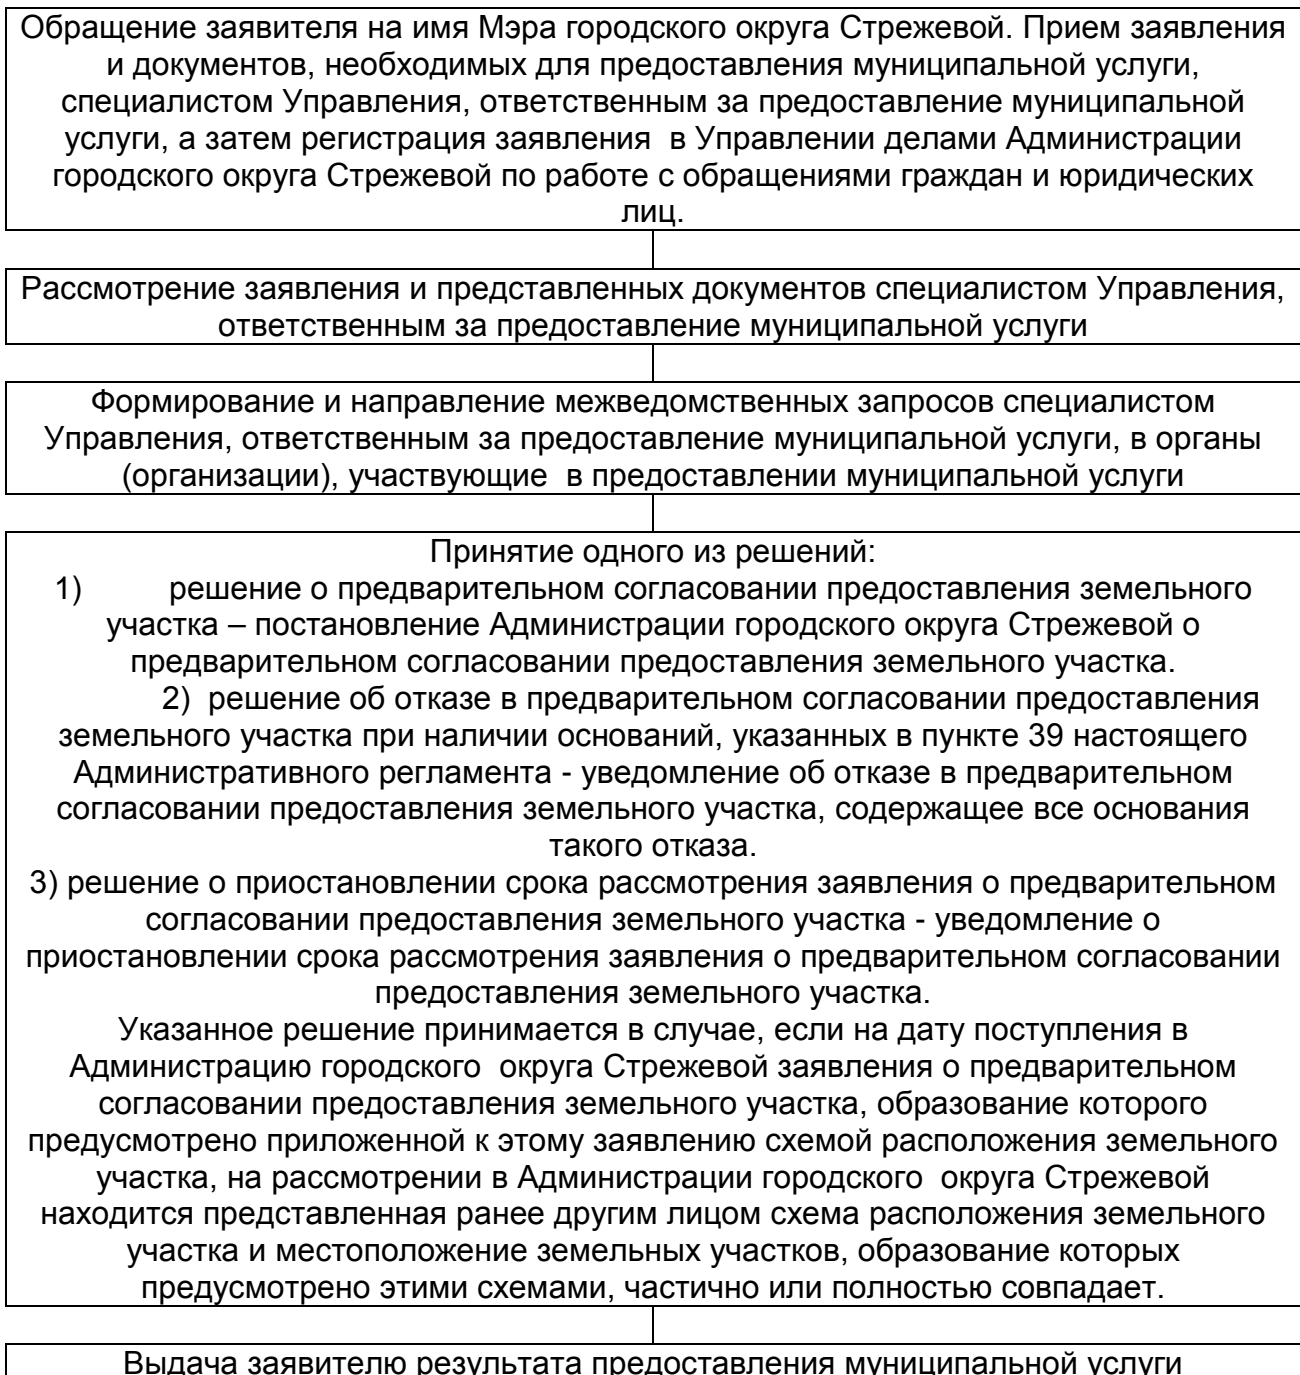 Обращение заявителя на имя Мэра городского округа Стрежевой. Прием заявления
и документов, необходимых для предоставления муниципальной услуги,
специалистом Управления, ответственным за предоставление муниципальной
услуги, а затем регистрация заявления  в Управлении делами Администрации
городского округа Стрежевой по работе с обращениями граждан и юридических
лиц.
Рассмотрение заявления и представленных документов специалистом Управления,
ответственным за предоставление муниципальной услуги
Формирование и направление межведомственных запросов специалистом
Управления, ответственным за предоставление муниципальной услуги, в органы
(организации), участвующие  в предоставлении муниципальной услуги
Принятие одного из решений:
1) решение о предварительном согласовании предоставления земельного
участка – постановление Администрации городского округа Стрежевой о
предварительном согласовании предоставления земельного участка.
2)  решение об отказе в предварительном согласовании предоставления
земельного участка при наличии оснований, указанных в пункте 39 настоящего
Административного регламента - уведомление об отказе в предварительном
согласовании предоставления земельного участка, содержащее все основания
такого отказа.
3) решение о приостановлении срока рассмотрения заявления о предварительном
согласовании предоставления земельного участка - уведомление о
приостановлении срока рассмотрения заявления о предварительном согласовании
предоставления земельного участка.
Указанное решение принимается в случае, если на дату поступления в
Администрацию городского  округа Стрежевой заявления о предварительном
согласовании предоставления земельного участка, образование которого
предусмотрено приложенной к этому заявлению схемой расположения земельного
участка, на рассмотрении в Администрации городского  округа Стрежевой
находится представленная ранее другим лицом схема расположения земельного
участка и местоположение земельных участков, образование которых
предусмотрено этими схемами, частично или полностью совпадает.
Выдача заявителю результата предоставления муниципальной услуги